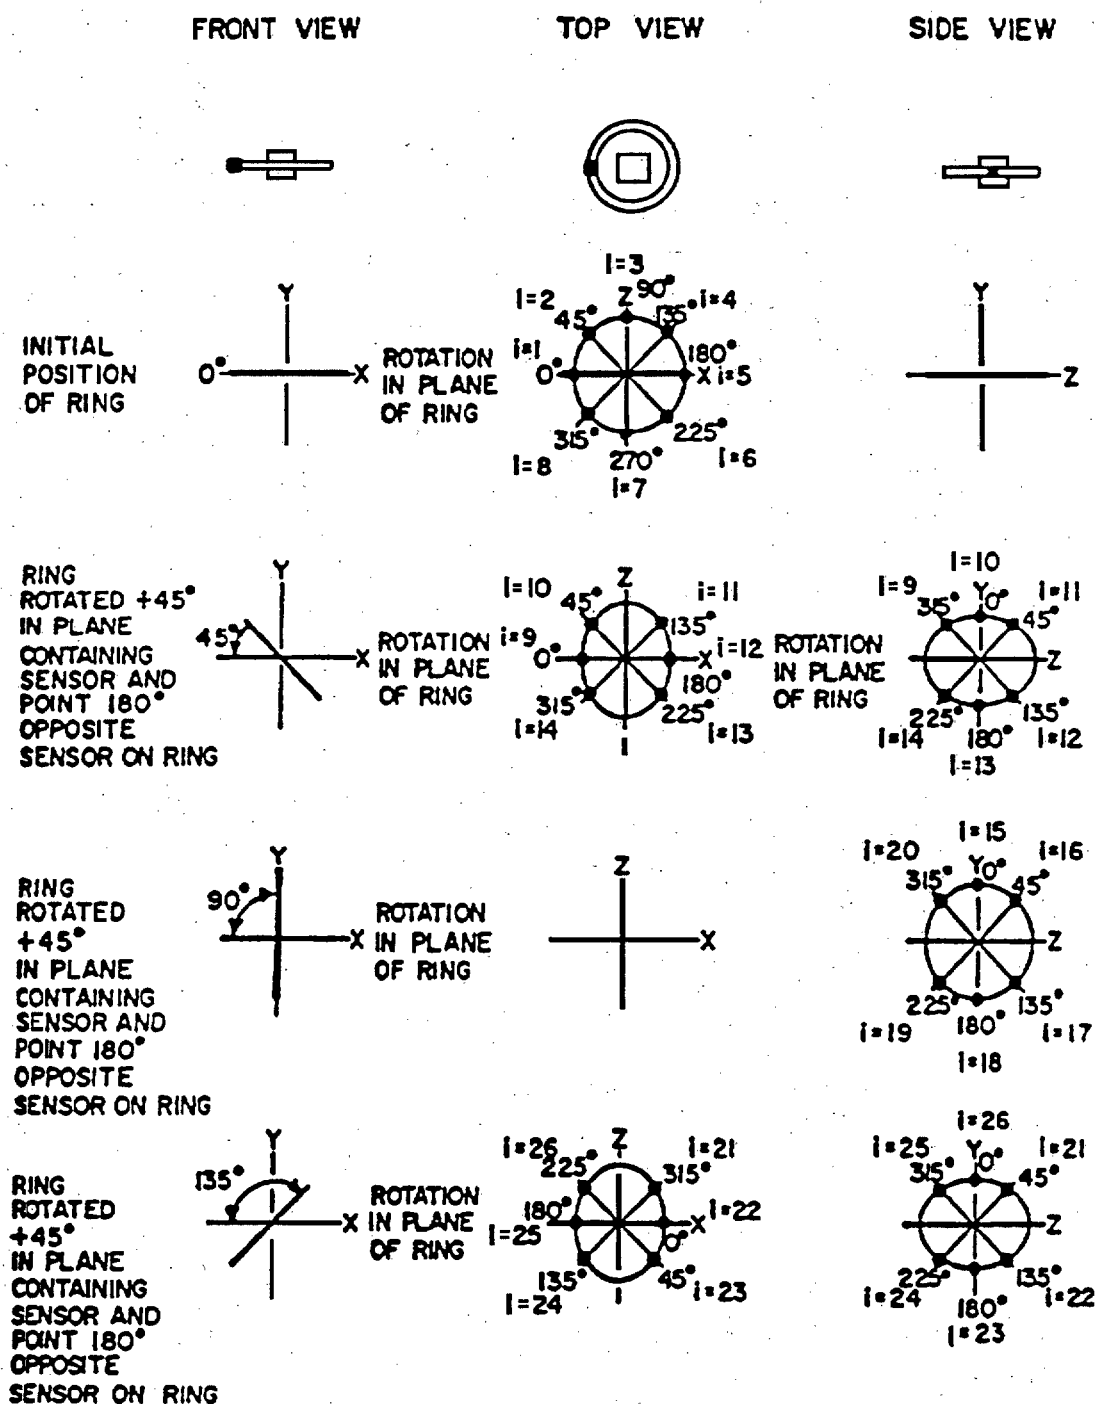 FRONT VIEW
TOP VIEW
SIDE VIEW
INITIAL
POSITION
OF RING
Y
0°
X
ROTATION
IN PLANE
OF RING
i=3
90°
Z
i=2
45°
135°
i=4
i=1
0°
180°
X
i=5
315°
225°
i=8
270°
i=6
i=7
Y
Z
RING
ROTATED +45°
IN PLANE
CONTAINING
SENSOR AND
POINT 180°
OPPOSITE
SENSOR ON RING
Y
45°
X
ROTATION
IN PLANE
OF RING
Z
i=10
i=11
45°
135°
i=9
0°
X
i=12
180°
315°
225°
i=14
i=13
ROTATION
IN PLANE
OF RING
i=10
i=9
Y
0°
i=11
315°
45°
Z
225°
135°
i=14
180°
i=12
i=13
RING
ROTATED
+45°
IN PLANE
CONTAINING
SENSOR AND
POINT 180°
OPPOSITE
SENSOR ON RING
Y
90°
X
ROTATION
IN PLANE
OF RING
Z
X
i=15
i=20
Y
0°
i=16
315°
45°
Z
225°
135°
i=19
180°
i=17
i=18
RING
ROTATED
+45°
IN PLANE
CONTAINING
SENSOR AND
POINT 180°
OPPOSITE
SENSOR ON RING
Y
135°
X
ROTATION
IN PLANE
OF RING
Z
i=26
i=21
225°
315°
180°
X
i=22
i=25
0°
135°
45°
i=24
i=23
i=26
i=25
Y
0°
i=21
315°
45°
Z
225°
135°
i=24
180°
i=22
i=23